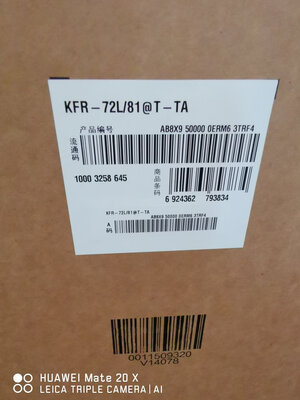 KFR-72L/81@T-TA
产品编号 AB8X9 50000 0ERM6 3TRF4
流通码
1000 3258 645
商品条码
6 924362 793834
KFR-72L/81@T-TA
AB8X9 50000 0ERM6 3TRF4
A码
0011509320
V14078
HUAWEI Mate 20 X
LEICA TRIPLE CAMERA | AI